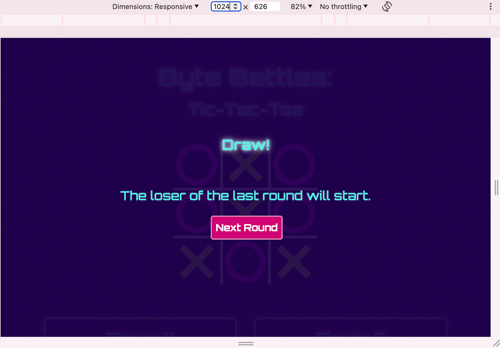 Dimensions: Responsive ▼ 1024 x 626 82% ▼ No throttling ▼
Byte Battles:
Tic-Tac-Toe
Draw!
The loser of the last round will start.
Next Round